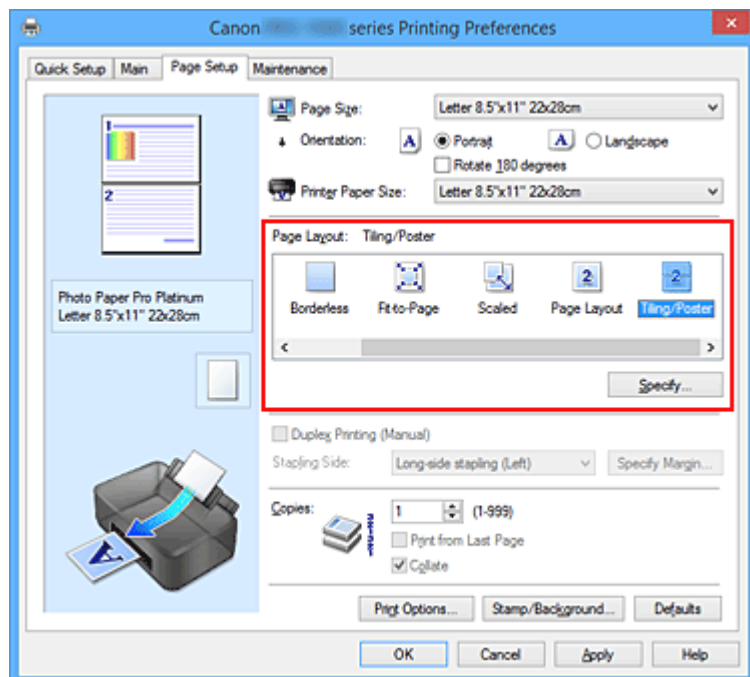 Canon series Printing Preferences
Quick Setup Main Page Setup Maintenance
1
2
Photo Paper Pro Platinum
Letter 8.5"x11" 22x28cm
Page Size: Letter 8.5"x11" 22x28cm
Orientation: A Portrait A Landscape
Rotate 180 degrees
Printer Paper Size: Letter 8.5"x11" 22x28cm
Page Layout: Tiling/Poster
2 2
Borderless Fit-to-Page Scaled Page Layout Tiling/Poster
Specify...
Duplex Printing (Manual)
Stapling Side: Long-side stapling (Left) Specify Margin...
Copies: 1 (1-999)
Print from Last Page
Collate
A
Print Options... Stamp/Background... Defaults
OK Cancel Apply Help